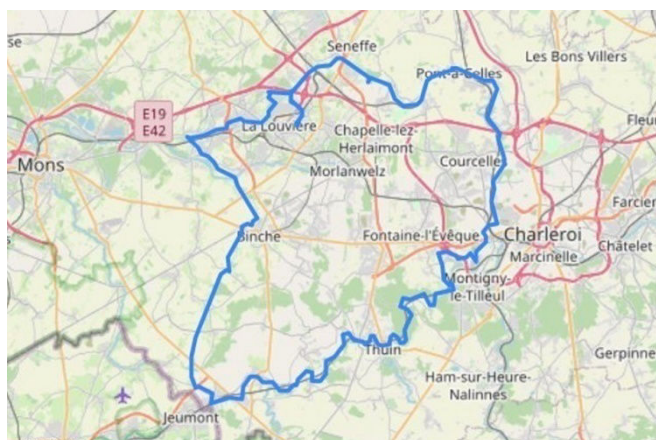 Seneffe
se
Les Bons Villers
Pont-à-Celles
E19
E42
La Louvière
Chapelle-lez-
Herlaimont
Fleur
Mons
Courcelle
Morlanwelz
Farcier
Binche
Fontaine-l'Évêque
Charleroi
Châtelet
Marcinelle
Montigny-
le-Tilleul
Thuin
Gerpinne
Ham-sur-Heure-
Nalinnes
Jeumont